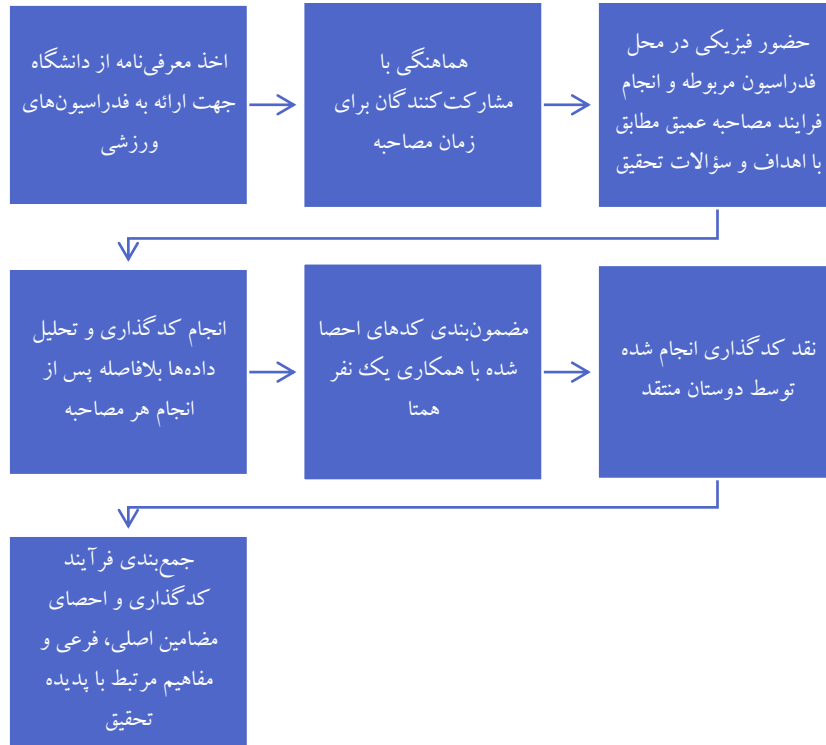 اخذ معرفی‌نامه از دانشگاه
جهت ارائه به فدراسیون‌های
ورزشی
هماهنگی با
مشارکت‌کنندگان برای
زمان مصاحبه
حضور فیزیکی در محل
فدراسیون مربوطه و انجام
فرایند مصاحبه عمیق مطابق
با اهداف و سؤالات تحقیق
انجام کدگذاری و تحلیل
داده‌ها بلافاصله پس از
انجام هر مصاحبه
مضمون‌بندی کدهای احصا
شده با همکاری یک نفر
همتا
نقد کدگذاری انجام شده
توسط دوستان منتقد
جمع‌بندی فرآیند
کدگذاری و احصای
مضامین اصلی، فرعی و
مفاهیم مرتبط با پدیده
تحقیق